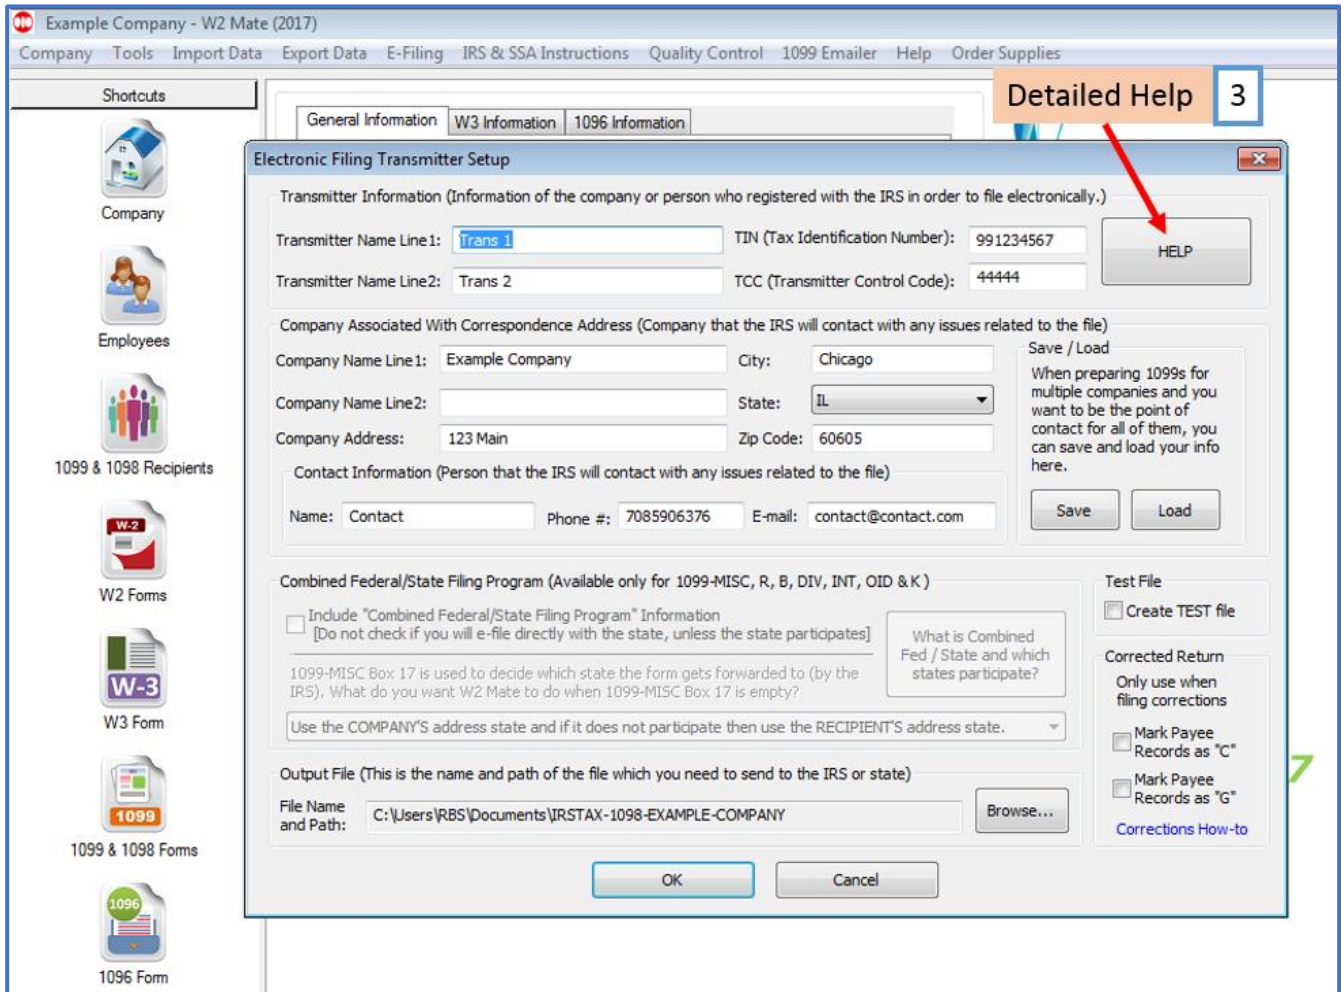 Example Company - W2 Mate (2017)
Company Tools Import Data Export Data E-Filing IRS & SSA Instructions Quality Control 1099 Emailer Help Order Supplies
Detailed Help 3
Shortcuts
Company
Employees
1099 & 1098 Recipients
W-2
W2 Forms
W-3
W3 Form
1099
1099 & 1098 Forms
1096
1096 Form
General Information W3 Information 1096 Information
Electronic Filing Transmitter Setup
Transmitter Information (Information of the company or person who registered with the IRS in order to file electronically.)
Transmitter Name Line1: Trans 1 TIN (Tax Identification Number): 991234567
HELP
Transmitter Name Line2: Trans 2 TCC (Transmitter Control Code): 44444
Company Associated With Correspondence Address (Company that the IRS will contact with any issues related to the file)
Company Name Line1: Example Company City: Chicago
Company Name Line2: State: IL
Company Address: 123 Main Zip Code: 60605
Save / Load
When preparing 1099s for
multiple companies and you
want to be the point of
contact for all of them, you
can save and load your info
here.
Save Load
Contact Information (Person that the IRS will contact with any issues related to the file)
Name: Contact Phone #: 7085906376 E-mail: contact@contact.com
Combined Federal/State Filing Program (Available only for 1099-MISC, R, B, DIV, INT, OID & K )
Include "Combined Federal/State Filing Program" Information
[Do not check if you will e-file directly with the state, unless the state participates]
What is Combined
Fed / State and which
states participate?
1099-MISC Box 17 is used to decide which state the form gets forwarded to (by the
IRS). What do you want W2 Mate to do when 1099-MISC Box 17 is empty?
Use the COMPANY'S address state and if it does not participate then use the RECIPIENT'S address state.
Test File
Create TEST file
Corrected Return
Only use when
filing corrections
Mark Payee
Records as "C"
Mark Payee
Records as "G"
Corrections How-to
7
Output File (This is the name and path of the file which you need to send to the IRS or state)
File Name
and Path: C:\Users\RBS\Documents\IRSTAX-1098-EXAMPLE-COMPANY Browse...
OK Cancel